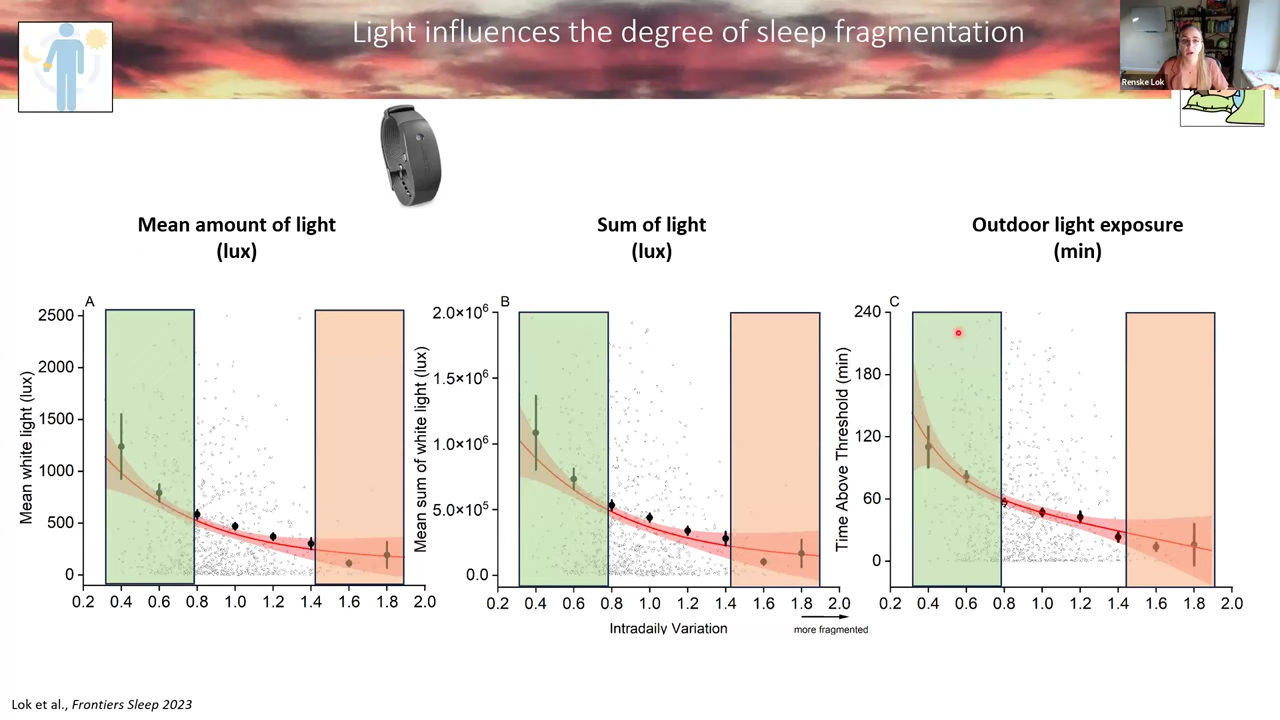 Light influences the degree of sleep fragmentation
Renske Lok
Mean amount of light
(lux)
Sum of light
(lux)
Outdoor light exposure
(min)
A
Mean white light (lux)
2500
2000
1500
1000
500
0
0.2 0.4 0.6 0.8 1.0 1.2 1.4 1.6 1.8 2.0
B
Mean sum of white light (lux)
2.0×10⁶
1.5×10⁶
1.0×10⁶
5.0×10⁵
0.0
0.2 0.4 0.6 0.8 1.0 1.2 1.4 1.6 1.8 2.0
Intradaily Variation
more fragmented
C
Time Above Threshold (min)
240
180
120
60
0
0.2 0.4 0.6 0.8 1.0 1.2 1.4 1.6 1.8 2.0
Lok et al., Frontiers Sleep 2023